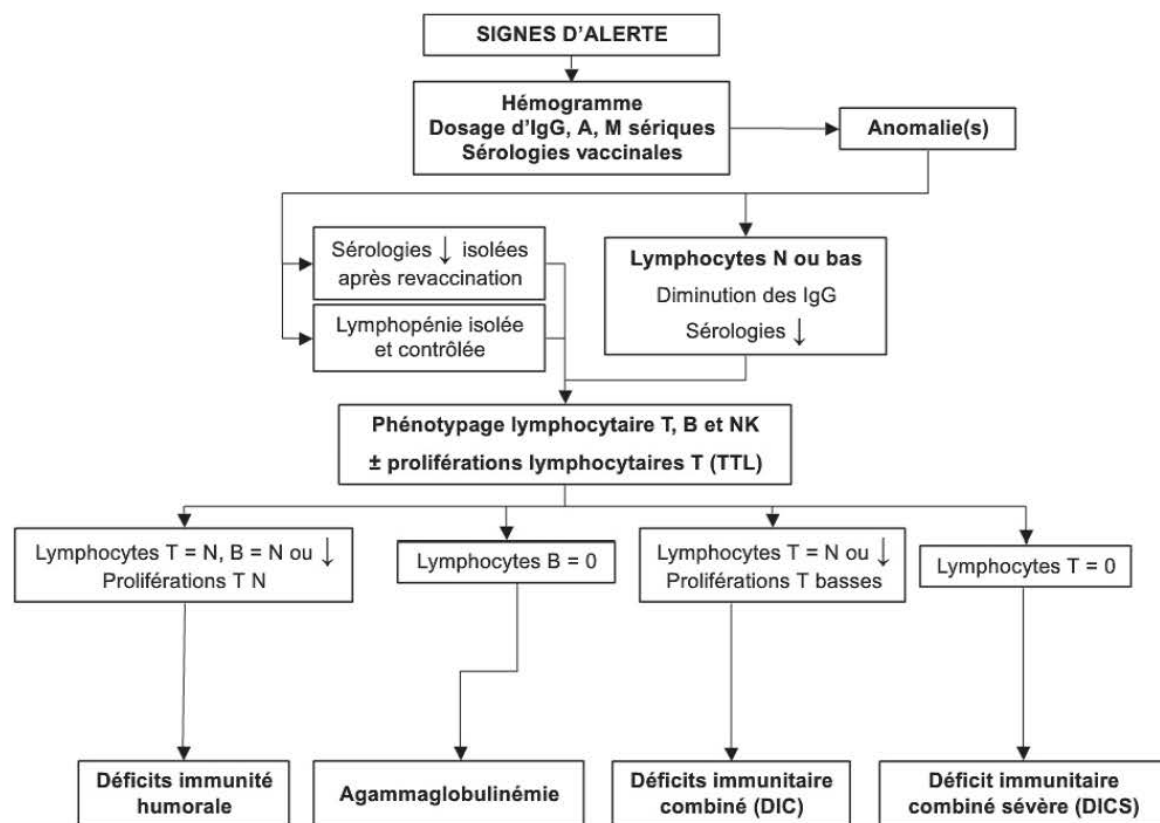 SIGNES D'ALERTE
Hémogramme
Dosage d'IgG, A, M sériques
Sérologies vaccinales
Anomalie(s)
Sérologies ↓ isolées
après revaccination
Lymphopénie isolée
et contrôlée
Lymphocytes N ou bas
Diminution des IgG
Sérologies ↓
Phénotypage lymphocytaire T, B et NK
± proliférations lymphocytaires T (TTL)
Lymphocytes T = N, B = N ou ↓
Proliférations T N
Lymphocytes B = 0
Lymphocytes T = N ou ↓
Proliférations T basses
Lymphocytes T = 0
Déficits immunité
humorale
Agammaglobulinémie
Déficits immunitaire
combiné (DIC)
Déficit immunitaire
combiné sévère (DICS)